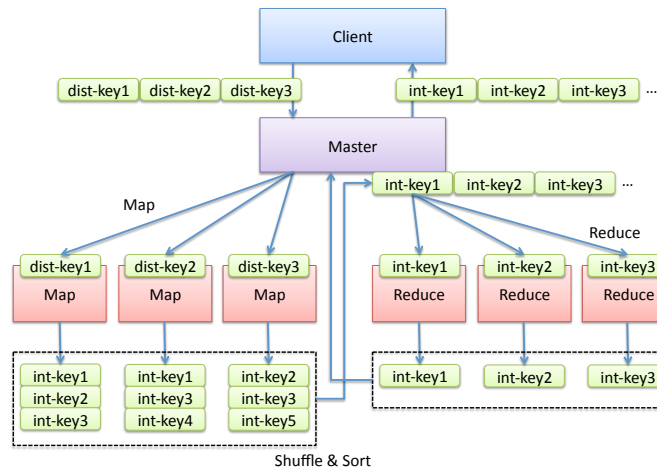 Client
dist-key1 dist-key2 dist-key3
int-key1 int-key2 int-key3 ...
Master
int-key1 int-key2 int-key3 ...
Map
Reduce
dist-key1 dist-key2 dist-key3
Map Map Map
int-key1 int-key2 int-key3
Reduce Reduce Reduce
int-key1 int-key1 int-key2
int-key2 int-key3 int-key3
int-key3 int-key4 int-key5
int-key1 int-key2 int-key3
Shuffle & Sort